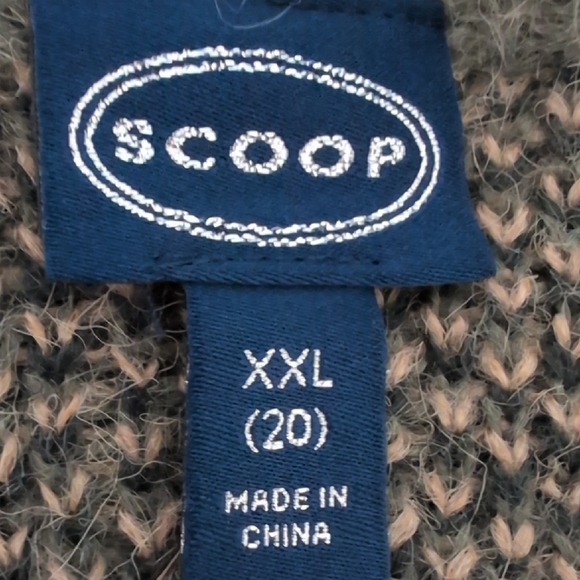 SCOOP
XXL
(20)
MADE IN
CHINA